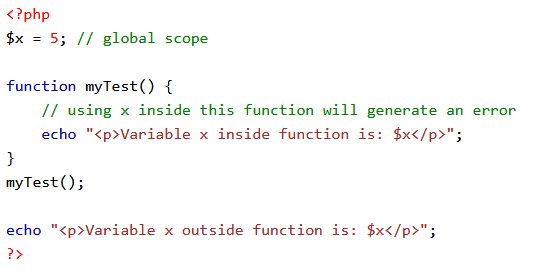 <?php
$x = 5; // global scope

function myTest() {
    // using x inside this function will generate an error
    echo "<p>Variable x inside function is: $x</p>";
}
myTest();

echo "<p>Variable x outside function is: $x</p>";
?>